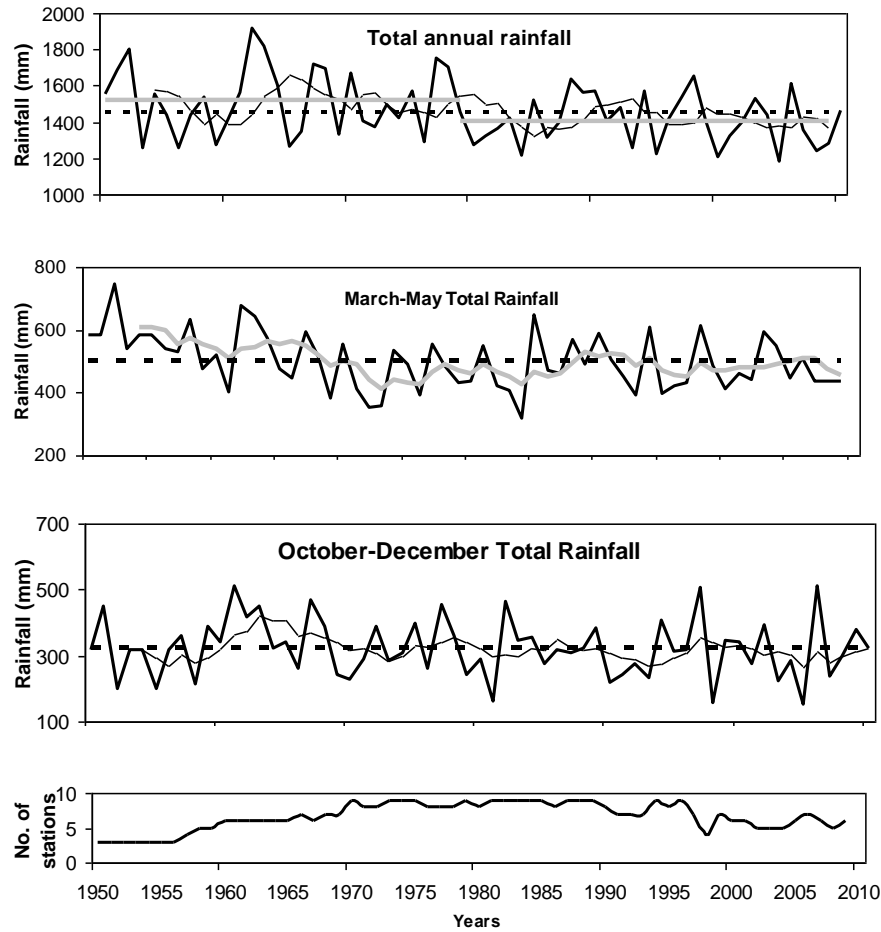 Total annual rainfall
Rainfall (mm)
2000
1800
1600
1400
1200
1000
March-May Total Rainfall
Rainfall (mm)
800
600
400
200
October-December Total Rainfall
Rainfall (mm)
700
500
300
100
No. of
stations
10
5
0
1950 1955 1960 1965 1970 1975 1980 1985 1990 1995 2000 2005 2010
Years